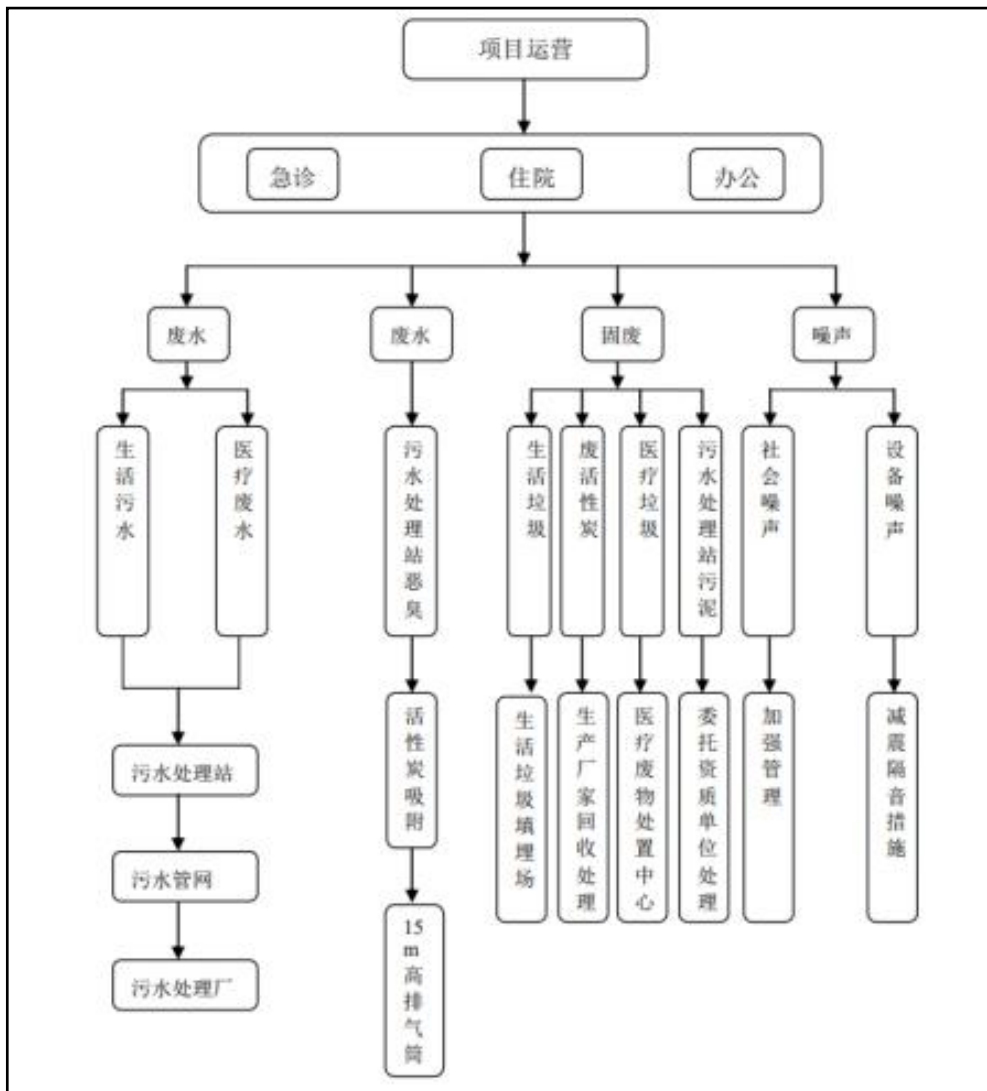 项目运营
急诊
住院
办公
废水
废水
固废
噪声
生活污水
医疗废水
污水处理站恶臭
生活垃圾
废活性炭
医疗垃圾
污水处理站污泥
社会噪声
设备噪声
活性炭吸附
生活垃圾填埋场
生产厂家回收处理
医疗废物处置中心
委托资质单位处理
加强管理
减震隔音措施
污水处理站
污水管网
15m高排气筒
污水处理厂